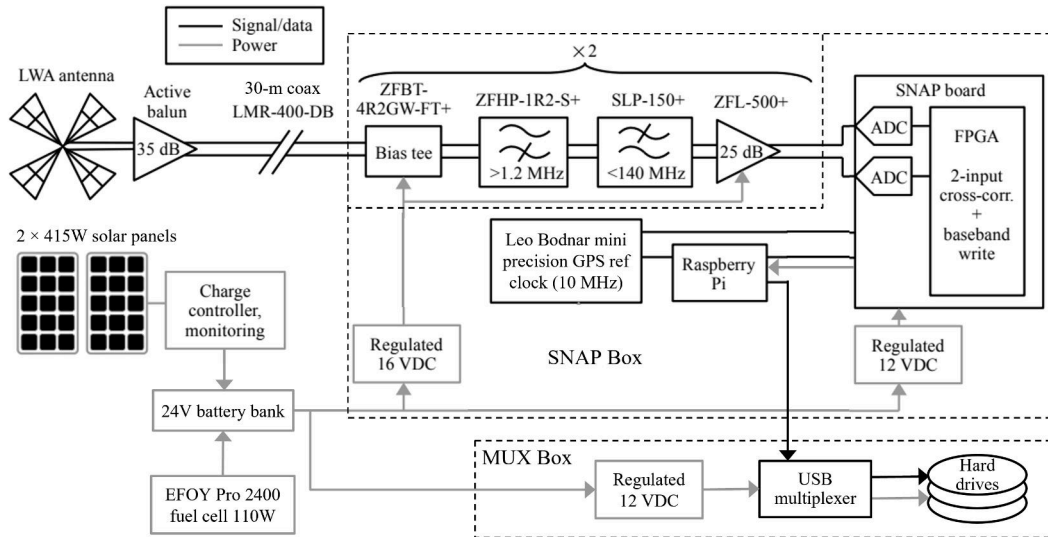 Signal/data
Power
LWA antenna
Active
balun
35 dB
30-m coax
LMR-400-DB
×2
ZFBT-
4R2GW-FT+
Bias tee
ZFHP-1R2-S+
>1.2 MHz
SLP-150+
<140 MHz
ZFL-500+
25 dB
SNAP board
ADC
ADC
FPGA
2-input
cross-corr.
+
baseband
write
2 × 415W solar panels
Charge
controller,
monitoring
Leo Bodnar mini
precision GPS ref
clock (10 MHz)
Raspberry
Pi
Regulated
16 VDC
SNAP Box
Regulated
12 VDC
24V battery bank
EFOY Pro 2400
fuel cell 110W
MUX Box
Regulated
12 VDC
USB
multiplexer
Hard
drives